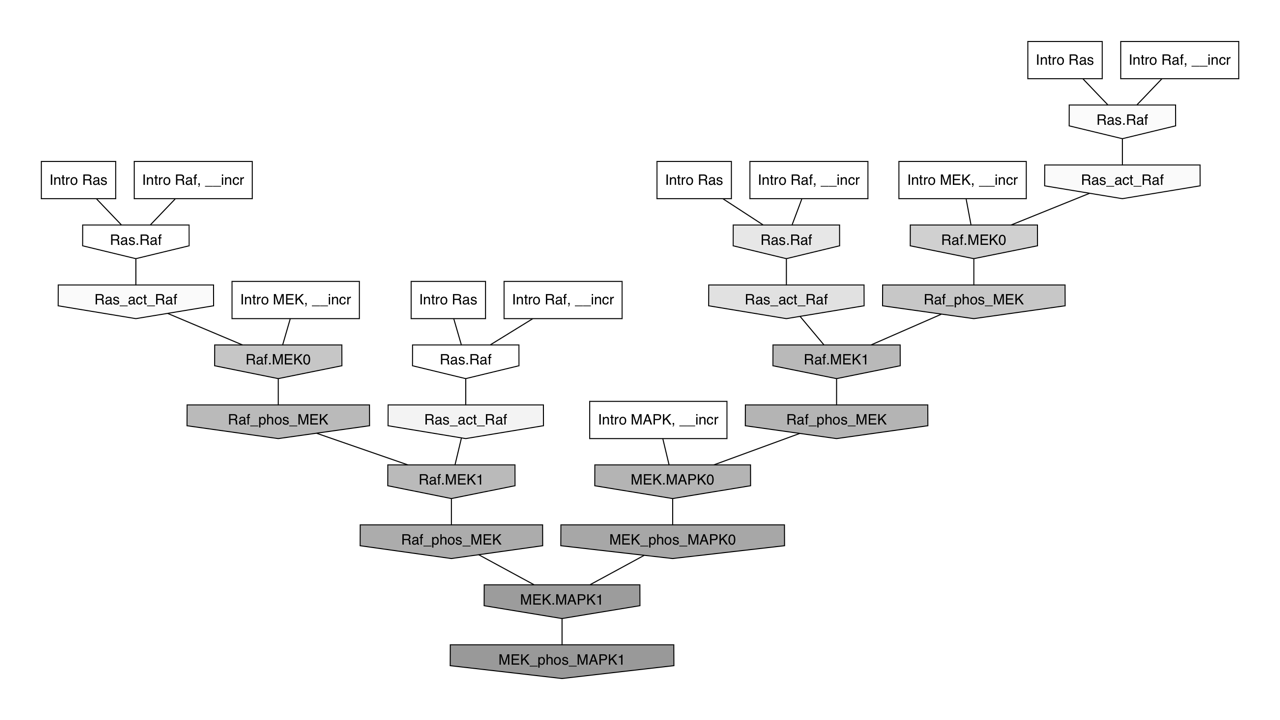 Intro Ras
Intro Raf, __incr
Ras.Raf
Intro Ras
Intro Raf, __incr
Intro Ras
Intro Raf, __incr
Intro MEK, __incr
Ras_act_Raf
Ras.Raf
Ras.Raf
Raf.MEK0
Ras_act_Raf
Intro MEK, __incr
Intro Ras
Intro Raf, __incr
Ras_act_Raf
Raf_phos_MEK
Raf.MEK0
Ras.Raf
Raf.MEK1
Raf_phos_MEK
Ras_act_Raf
Intro MAPK, __incr
Raf_phos_MEK
Raf.MEK1
MEK.MAPK0
Raf_phos_MEK
MEK_phos_MAPK0
MEK.MAPK1
MEK_phos_MAPK1